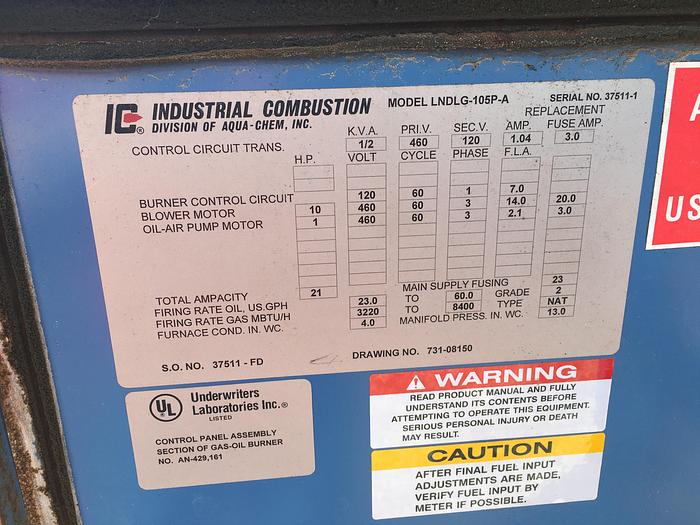 IC® INDUSTRIAL COMBUSTION MODEL LNDLG-105P-A SERIAL NO. 37511-1
DIVISION OF AQUA-CHEM, INC.
REPLACEMENT
K.V.A. PRI.V. SEC.V. AMP. FUSE AMP.
CONTROL CIRCUIT TRANS. 1/2 460 120 1.04 3.0
H.P. VOLT CYCLE PHASE F.L.A.
BURNER CONTROL CIRCUIT 120 60 1 7.0
BLOWER MOTOR 10 460 60 3 14.0 20.0
OIL-AIR PUMP MOTOR 1 460 60 3 2.1 3.0
TOTAL AMPACITY 21 MAIN SUPPLY FUSING 23
FIRING RATE OIL, US.GPH 23.0 TO 60.0 GRADE 2
FIRING RATE GAS MBTU/H 3220 TO 8400 TYPE NAT
FURNACE COND. IN. WC. 4.0 MANIFOLD PRESS. IN. WC. 13.0
S.O. NO. 37511 - FD DRAWING NO. 731-08150
UL ® Underwriters
Laboratories Inc.®
LISTED
CONTROL PANEL ASSEMBLY
SECTION OF GAS-OIL BURNER
NO. AN-429,161
WARNING
READ PRODUCT MANUAL AND FULLY
UNDERSTAND ITS CONTENTS BEFORE
ATTEMPTING TO OPERATE THIS EQUIPMENT.
SERIOUS PERSONAL INJURY OR DEATH
MAY RESULT.
CAUTION
AFTER FINAL FUEL INPUT
ADJUSTMENTS ARE MADE,
VERIFY FUEL INPUT BY
METER IF POSSIBLE.
US